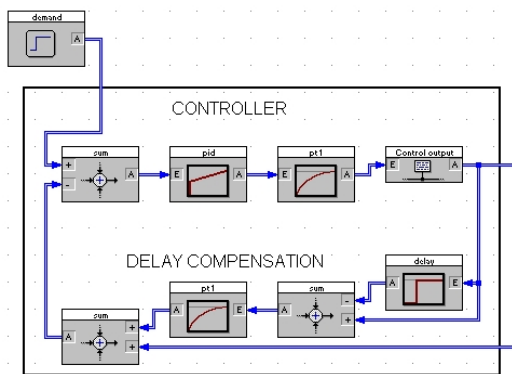 demand
A
CONTROLLER
sum
pid
pt1
Control output
+
-
A
E
A
E
A
E
A
DELAY COMPENSATION
delay
A
E
pt1
A
E
sum
A
-
+
sum
A
+
+